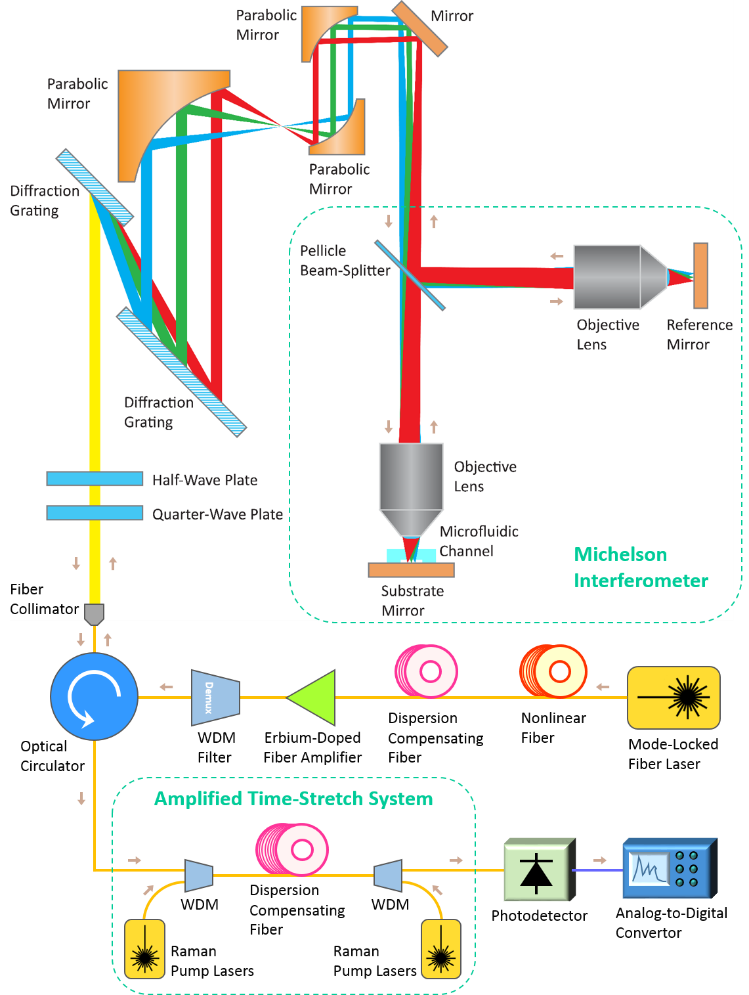 Parabolic
Mirror
Mirror
Parabolic
Mirror
Parabolic
Mirror
Diffraction
Grating
Pellicle
Beam-Splitter
Objective
Lens
Reference
Mirror
Diffraction
Grating
Objective
Lens
Half-Wave Plate
Quarter-Wave Plate
Microfluidic
Channel
Michelson
Interferometer
Substrate
Mirror
Fiber
Collimator
Demux
Optical
Circulator
WDM
Filter
Erbium-Doped
Fiber Amplifier
Dispersion
Compensating
Fiber
Nonlinear
Fiber
Mode-Locked
Fiber Laser
Amplified Time-Stretch System
WDM
Dispersion
Compensating
Fiber
WDM
Raman
Pump Lasers
Raman
Pump Lasers
Photodetector
Analog-to-Digital
Convertor